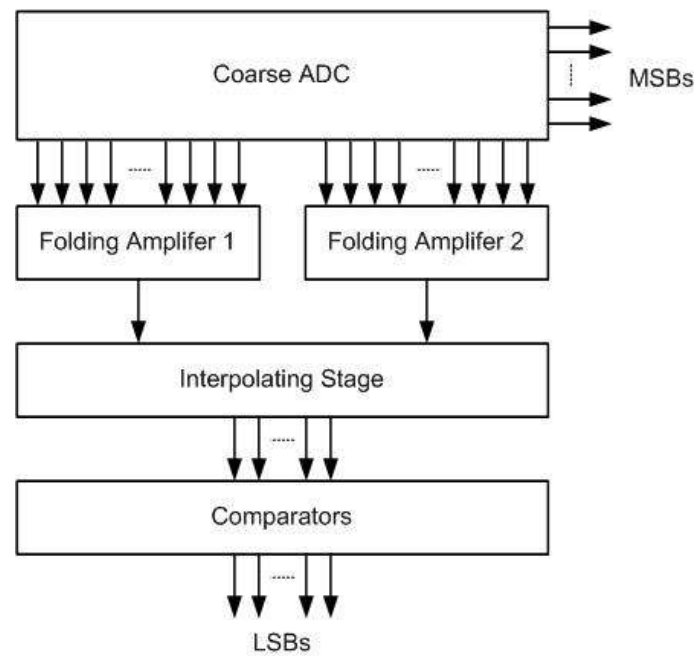 Coarse ADC
MSBs
Folding Amplifer 1
Folding Amplifer 2
Interpolating Stage
Comparators
LSBs